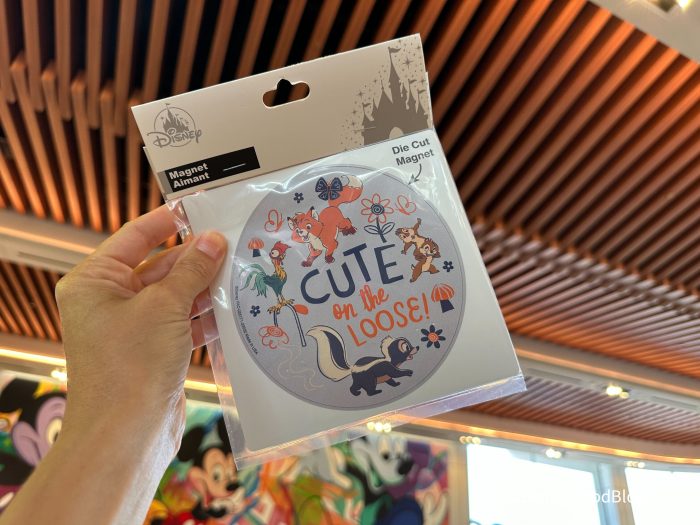 Disney
Magnet
Aimant
Die Cut
Magnet
CUTE
on the
LOOSE!